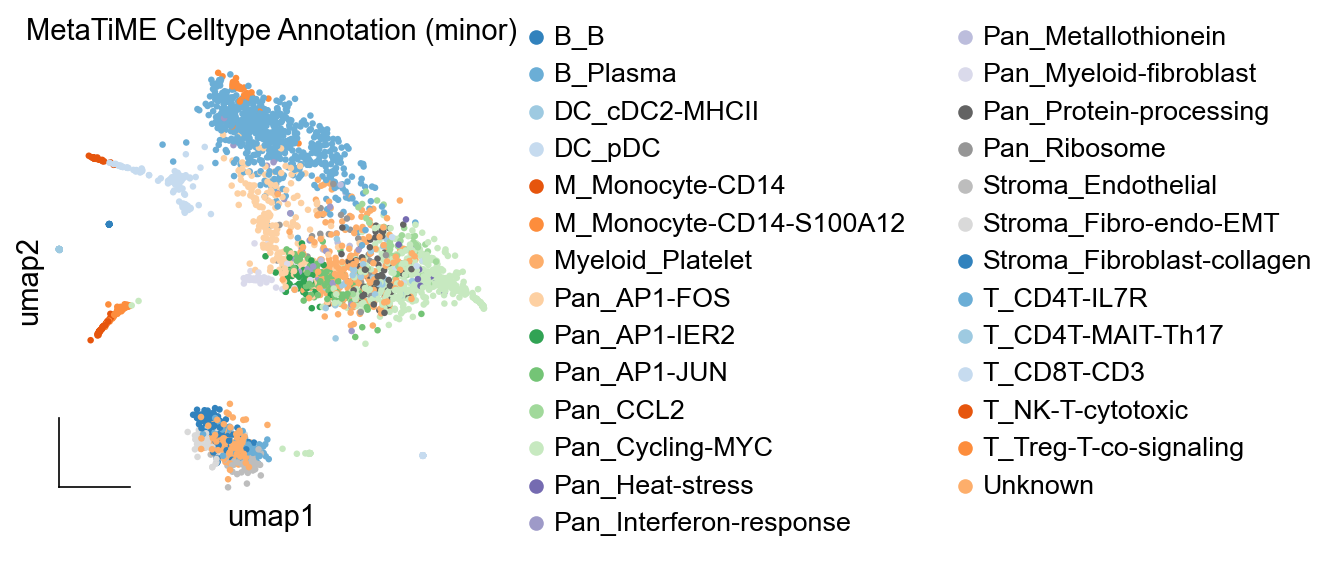 MetaTiME Celltype Annotation (minor)
umap2
umap1
B_B
B_Plasma
DC_cDC2-MHCII
DC_pDC
M_Monocyte-CD14
M_Monocyte-CD14-S100A12
Myeloid_Platelet
Pan_AP1-FOS
Pan_AP1-IER2
Pan_AP1-JUN
Pan_CCL2
Pan_Cycling-MYC
Pan_Heat-stress
Pan_Interferon-response
Pan_Metallothionein
Pan_Myeloid-fibroblast
Pan_Protein-processing
Pan_Ribosome
Stroma_Endothelial
Stroma_Fibro-endo-EMT
Stroma_Fibroblast-collagen
T_CD4T-IL7R
T_CD4T-MAIT-Th17
T_CD8T-CD3
T_NK-T-cytotoxic
T_Treg-T-co-signaling
Unknown